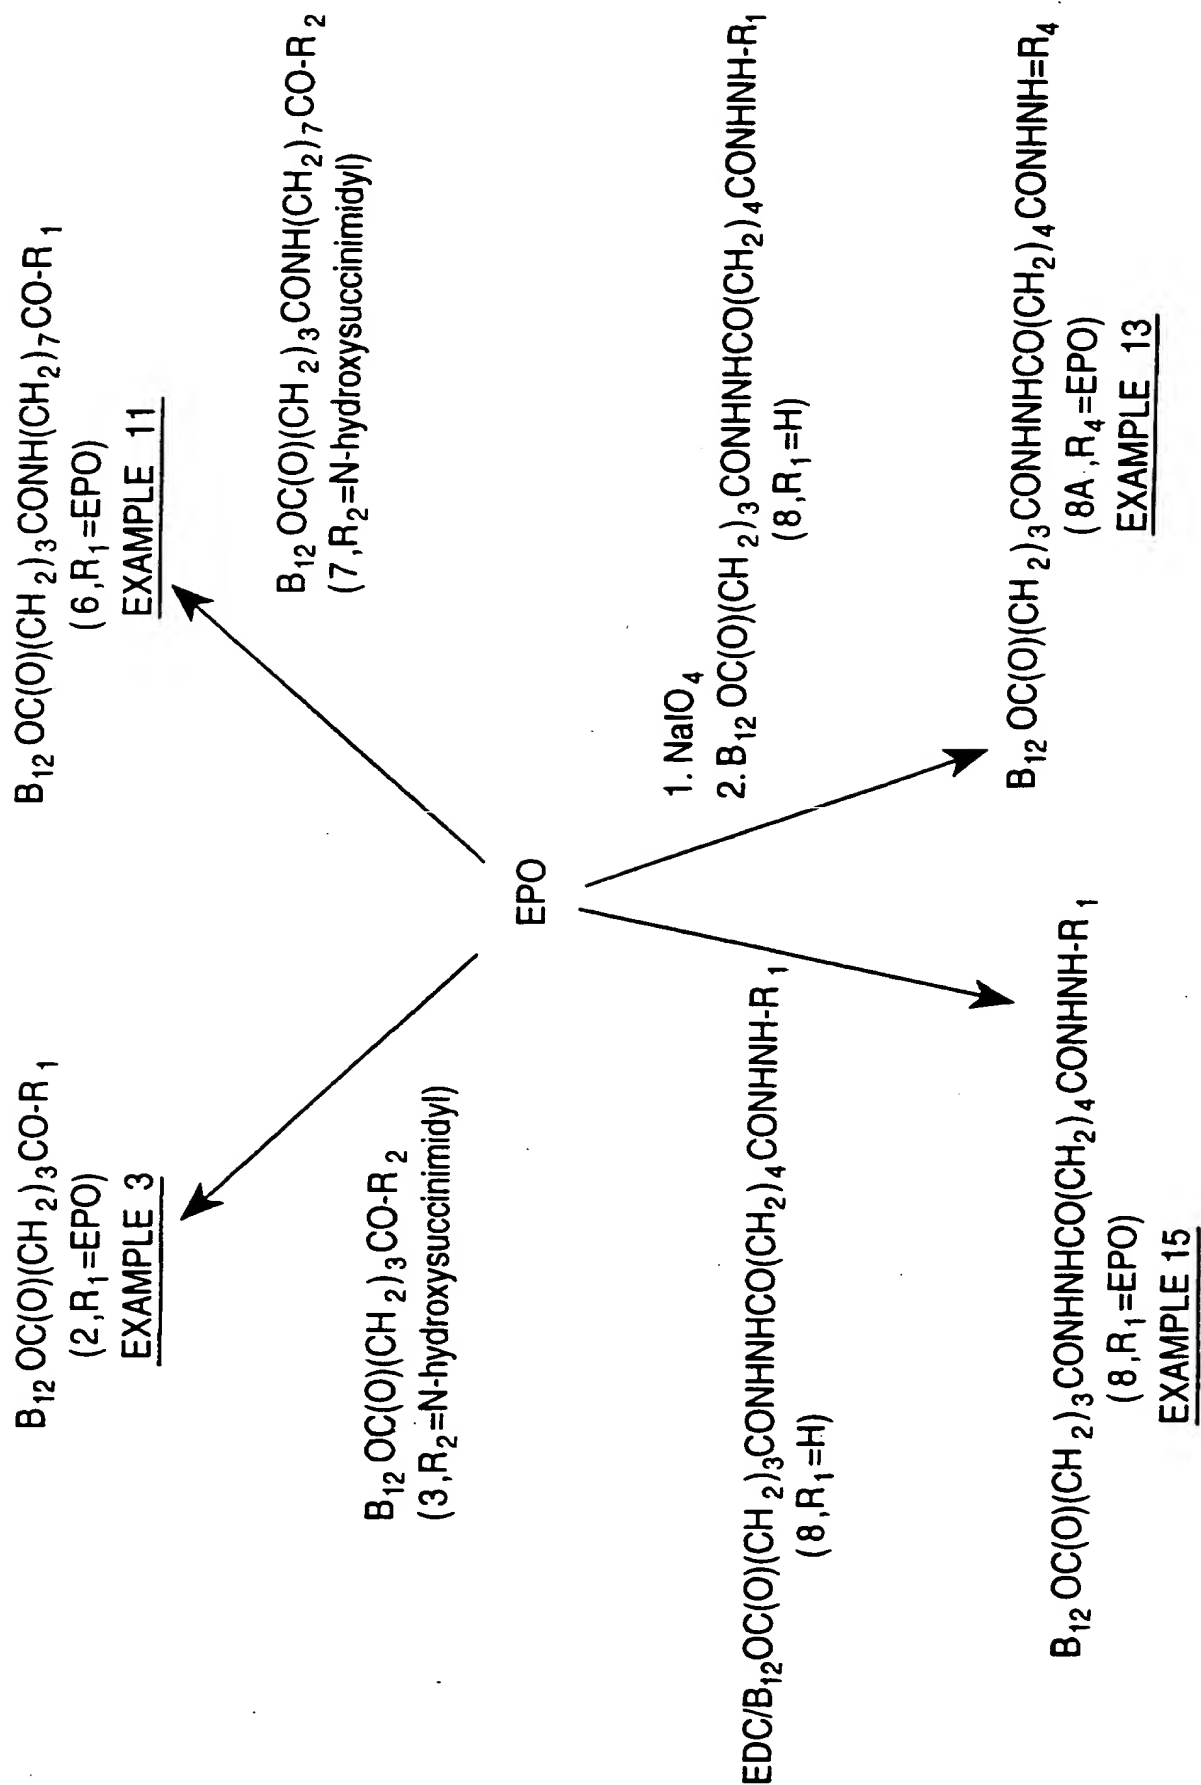 B12 OC(O)(CH2)3CO-R1
(2,R1=EPO)
EXAMPLE 3
B12 OC(O)(CH2)3CO-R2
(3,R2=N-hydroxysuccinimidyl)
B12 OC(O)(CH2)3CONH(CH2)7CO-R1
(6,R1=EPO)
EXAMPLE 11
B12 OC(O)(CH2)3CONH(CH2)7CO-R2
(7,R2=N-hydroxysuccinimidyl)
EPO
EDC/B12OC(O)(CH2)3CONHNHCO(CH2)4CONHNH-R1
(8,R1=H)
1. NaIO4
2. B12 OC(O)(CH2)3CONHNHCO(CH2)4CONHNH-R1
(8,R1=H)
B12 OC(O)(CH2)3CONHNHCO(CH2)4CONHNH-R1
(8,R1=EPO)
EXAMPLE 15
B12 OC(O)(CH2)3CONHNHCO(CH2)4CONHNH=R4
(8A,R4=EPO)
EXAMPLE 13